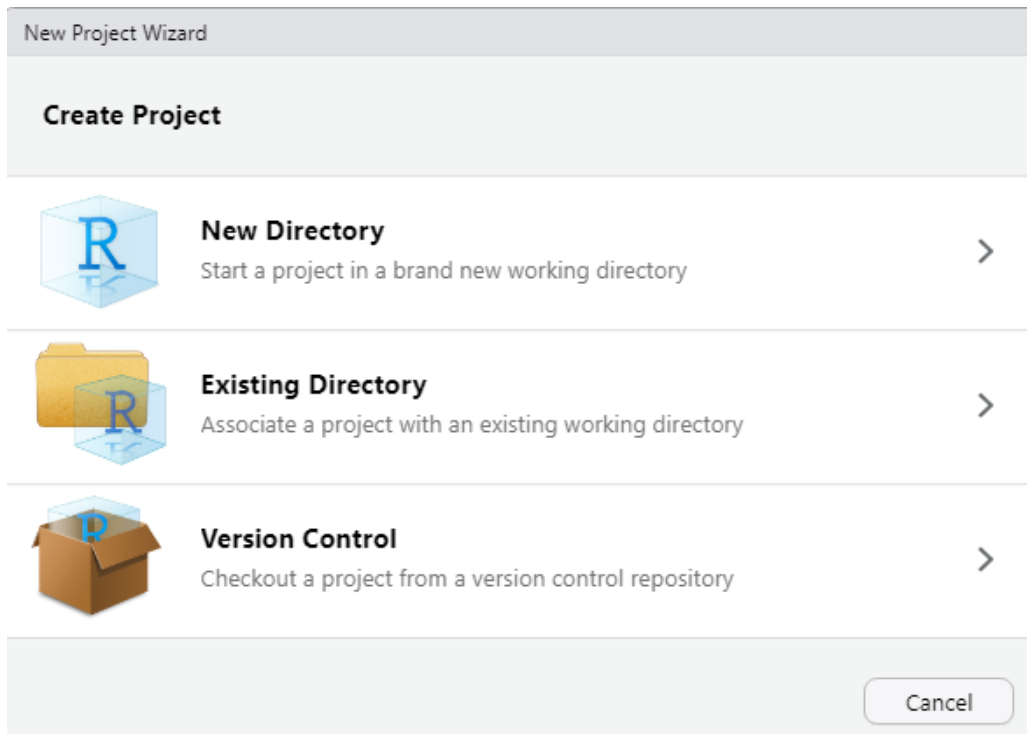 New Project Wizard
Create Project
R
New Directory
Start a project in a brand new working directory
R
Existing Directory
Associate a project with an existing working directory
R
Version Control
Checkout a project from a version control repository
Cancel